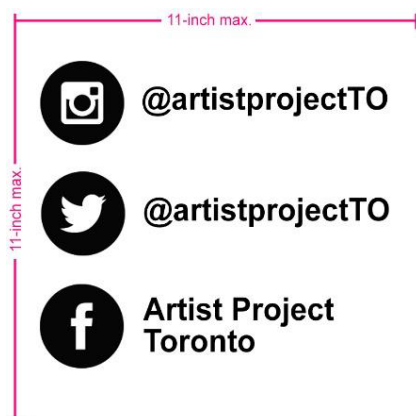 11-inch max.
11-inch max.
@artistprojectTO
@artistprojectTO
Artist Project
Toronto